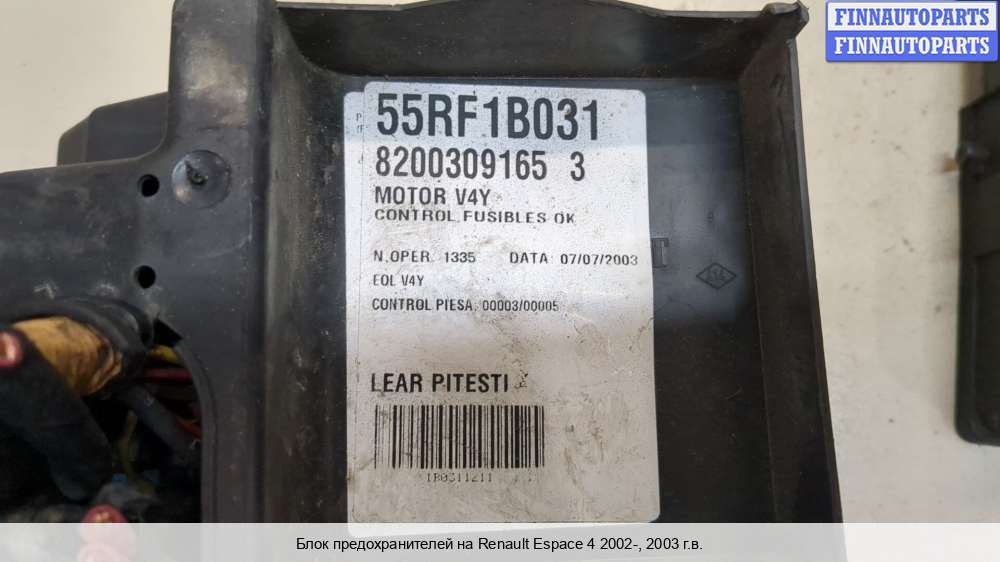 FINNAUTOPARTS
FINNAUTOPARTS
55RF1B031
8200309165 3
MOTOR V4Y
CONTROL FUSIBLES OK
N.OPER. 1335 DATA: 07/07/2003
EOL V4Y
CONTROL PIESA: 00003/00005
LEAR PITESTI
1B0311211
Блок предохранителей на Renault Espace 4 2002-, 2003 г.в.